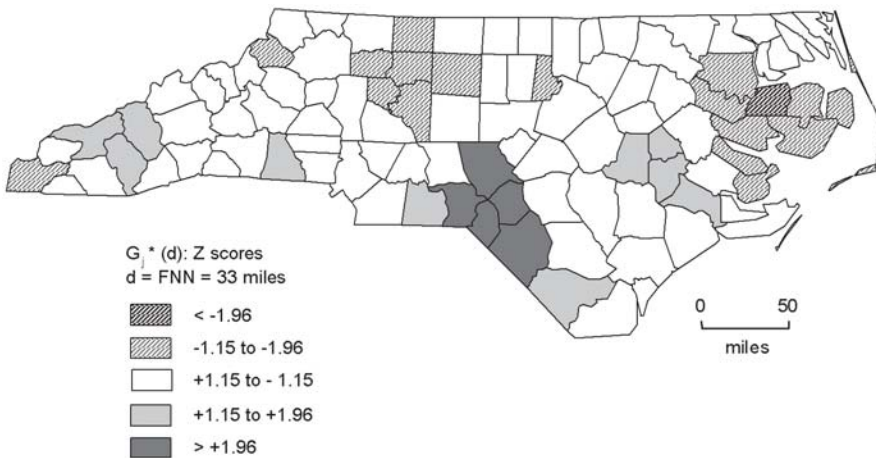 G_j * (d): Z scores
d = FNN = 33 miles
< -1.96
-1.15 to -1.96
+1.15 to - 1.15
+1.15 to +1.96
> +1.96
0 50
miles